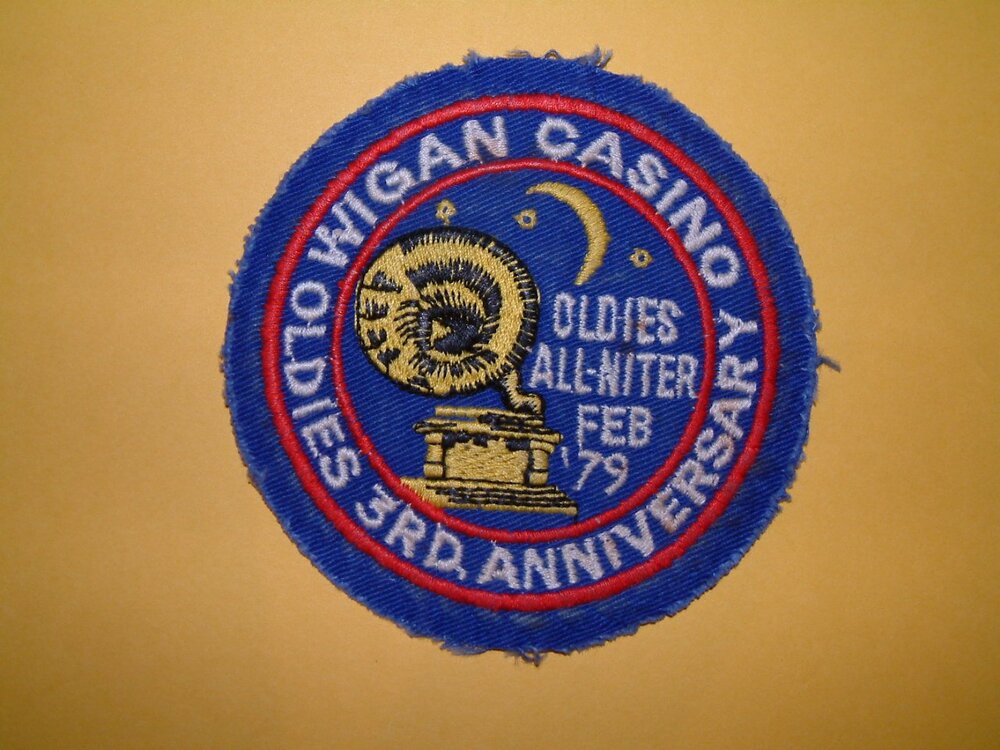 WIGAN CASINO
OLDIES 3RD. ANNIVERSARY
OLDIES
ALL-NITER
FEB
'79